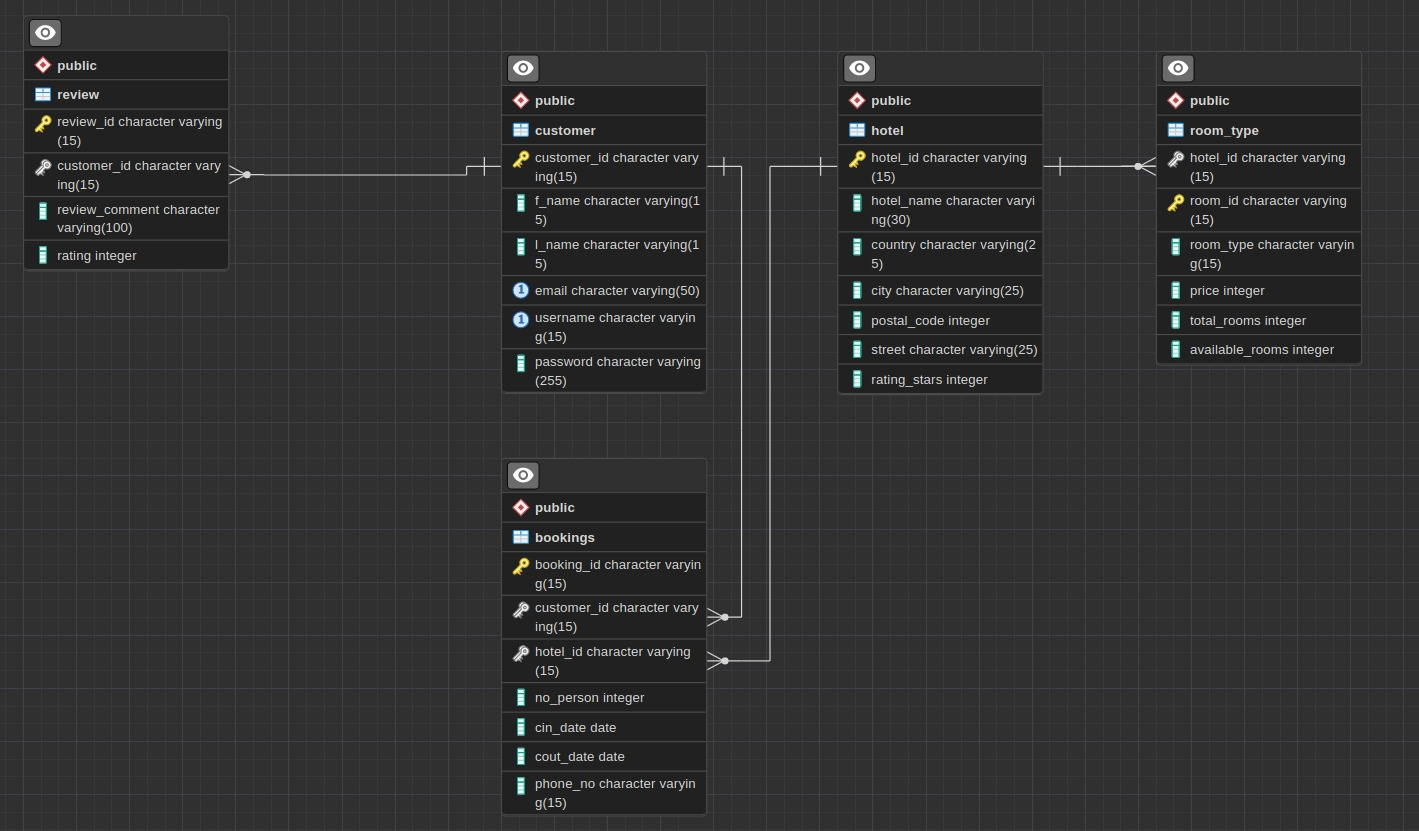 public
review
review_id character varying
(15)
customer_id character vary
ing(15)
review_comment character
varying(100)
rating integer
public
customer
customer_id character vary
ing(15)
f_name character varying(1
5)
l_name character varying(1
5)
email character varying(50)
username character varyin
g(15)
password character varying
(255)
public
hotel
hotel_id character varying
(15)
hotel_name character varyi
ng(30)
country character varying(2
5)
city character varying(25)
postal_code integer
street character varying(25)
rating_stars integer
public
room_type
hotel_id character varying
(15)
room_id character varying
(15)
room_type character varyin
g(15)
price integer
total_rooms integer
available_rooms integer
public
bookings
booking_id character varyin
g(15)
customer_id character vary
ing(15)
hotel_id character varying
(15)
no_person integer
cin_date date
cout_date date
phone_no character varyin
g(15)